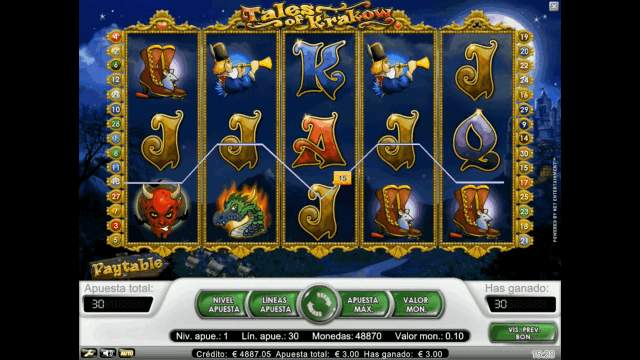 Tales of Krakow
K
J
J
J
A
J
Q
15
J
POWERED BY NET ENTERTAINMENT™
Paytable
Apuesta total:
30
NIVEL APUESTA
LÍNEAS APUESTA
APUESTA MÁX.
VALOR MON.
Has ganado:
30
VIS. PREV. BON.
Niv. apue.: 1 Lín. apue.: 30 Monedas: 48870 Valor mon.: 0.10
AUTO
Crédito: € 4887.05 Apuesta total: € 3.00 Has ganado: € 3.00